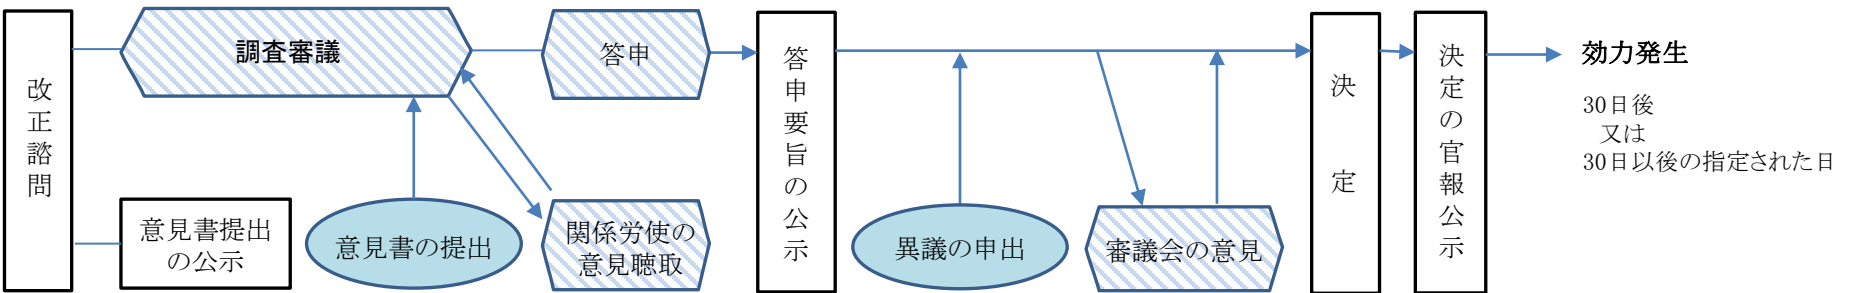 改正諮問
調査審議
意見書提出
の公示
意見書の提出
関係労使の
意見聴取
答申
答申要旨の公示
異議の申出
審議会の意見
決定
決定の官報公示
効力発生
30日後
又は
30日以後の指定された日